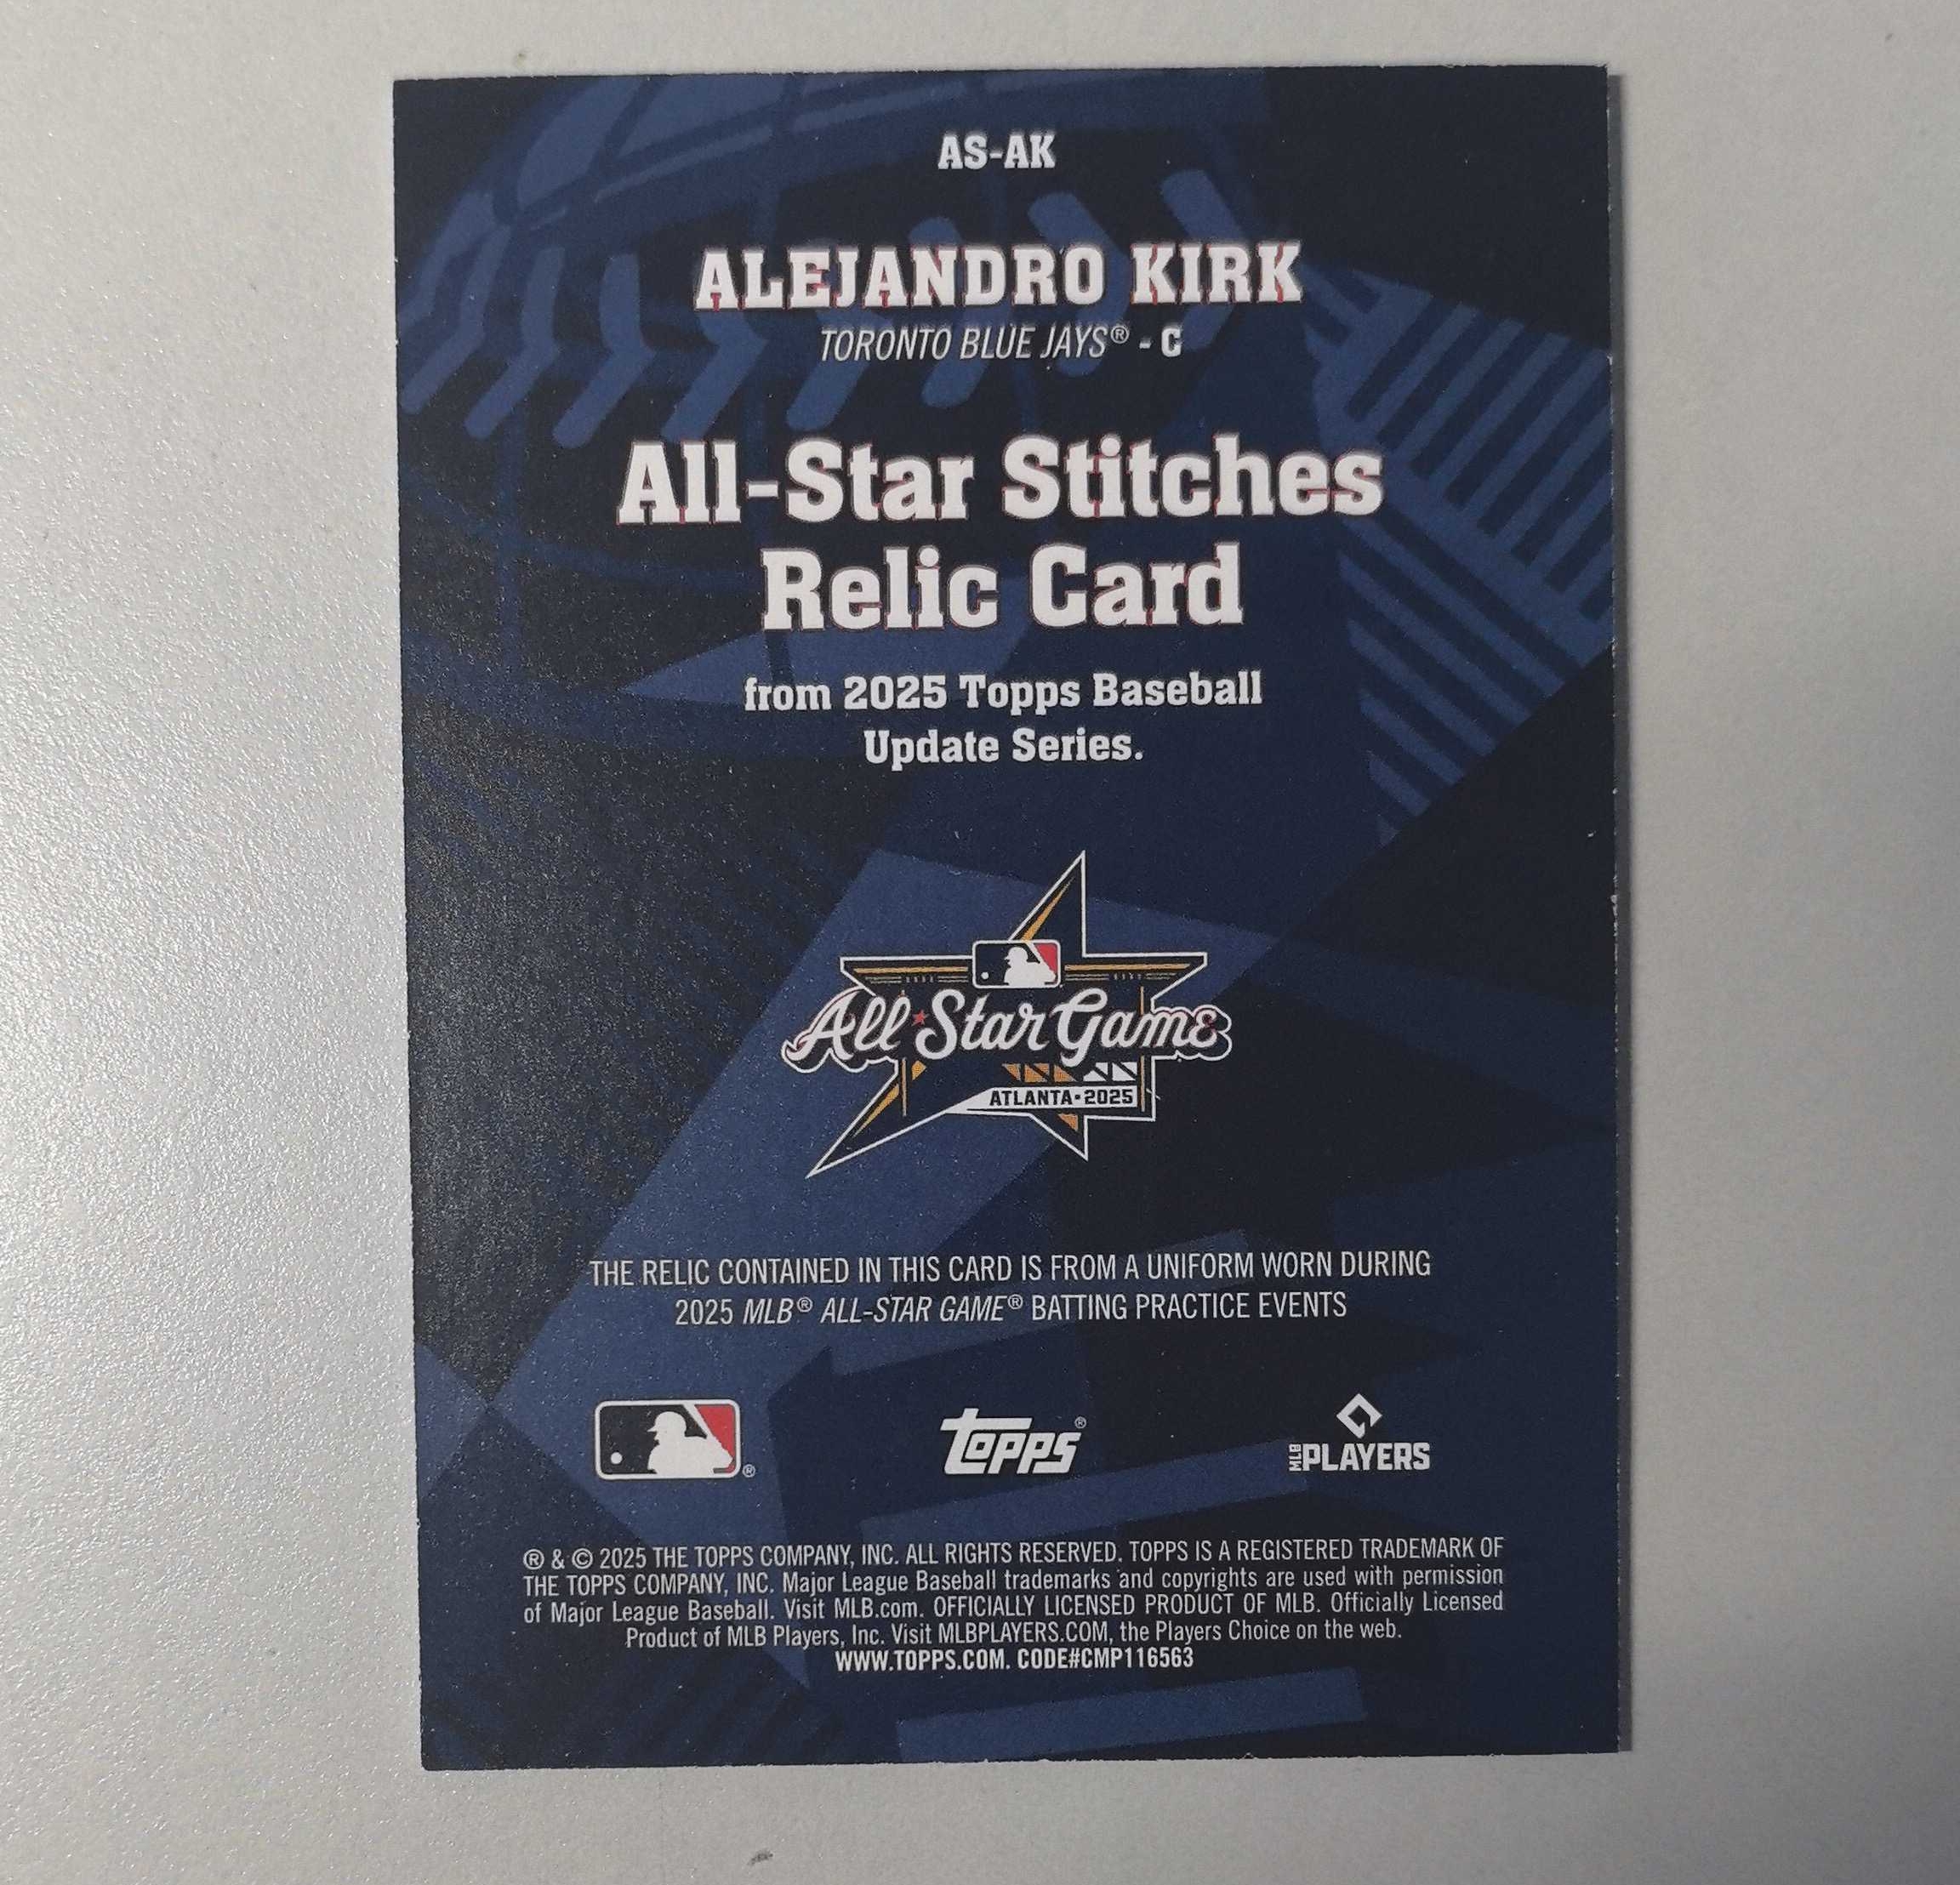 AS-AK
ALEJANDRO KIRK
TORONTO BLUE JAYS® - C
All-Star Stitches
Relic Card
from 2025 Topps Baseball
Update Series.
All★Star Game
ATLANTA • 2025
THE RELIC CONTAINED IN THIS CARD IS FROM A UNIFORM WORN DURING
2025 MLB® ALL-STAR GAME® BATTING PRACTICE EVENTS
®
topps®
MLB PLAYERS
® & © 2025 THE TOPPS COMPANY, INC. ALL RIGHTS RESERVED. TOPPS IS A REGISTERED TRADEMARK OF
THE TOPPS COMPANY, INC. Major League Baseball trademarks and copyrights are used with permission
of Major League Baseball. Visit MLB.com. OFFICIALLY LICENSED PRODUCT OF MLB. Officially Licensed
Product of MLB Players, Inc. Visit MLBPLAYERS.COM, the Players Choice on the web.
WWW.TOPPS.COM. CODE#CMP116563